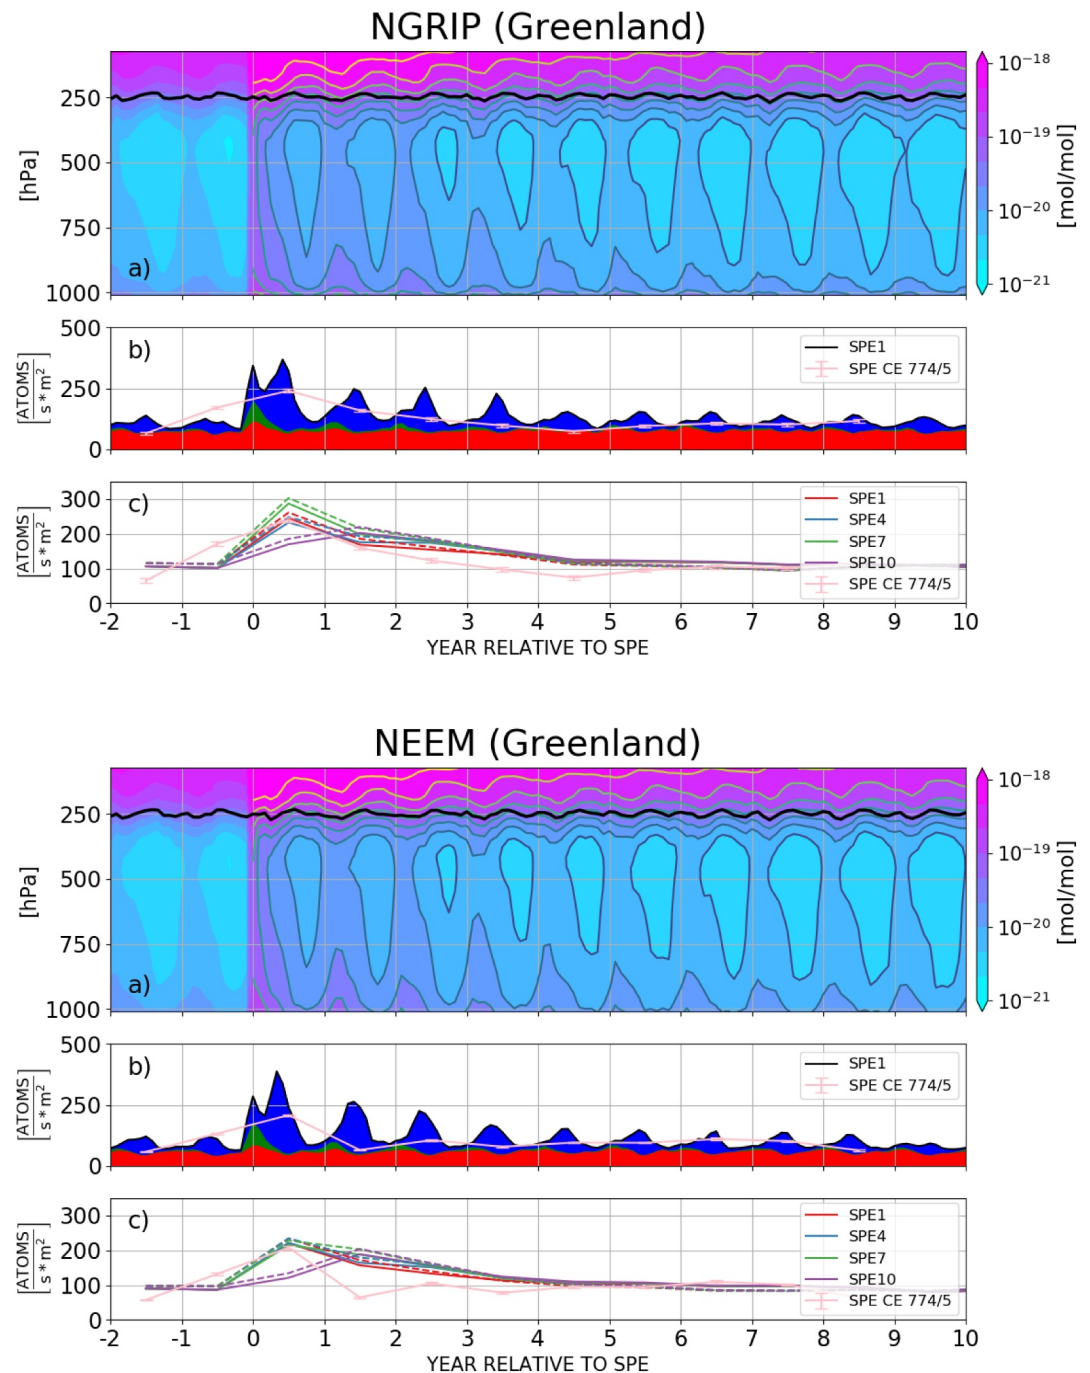 NGRIP (Greenland)
250
500
750
1000
[hPa]
a)
10⁻¹⁸
10⁻¹⁹
10⁻²⁰
10⁻²¹
[mol/mol]
500
250
0
[ATOMS / s * m²]
b)
SPE1
SPE CE 774/5
300
200
100
0
[ATOMS / s * m²]
c)
SPE1
SPE4
SPE7
SPE10
SPE CE 774/5
-2 -1 0 1 2 3 4 5 6 7 8 9 10
YEAR RELATIVE TO SPE
NEEM (Greenland)
250
500
750
1000
[hPa]
a)
10⁻¹⁸
10⁻¹⁹
10⁻²⁰
10⁻²¹
[mol/mol]
500
250
0
[ATOMS / s * m²]
b)
SPE1
SPE CE 774/5
300
200
100
0
[ATOMS / s * m²]
c)
SPE1
SPE4
SPE7
SPE10
SPE CE 774/5
-2 -1 0 1 2 3 4 5 6 7 8 9 10
YEAR RELATIVE TO SPE